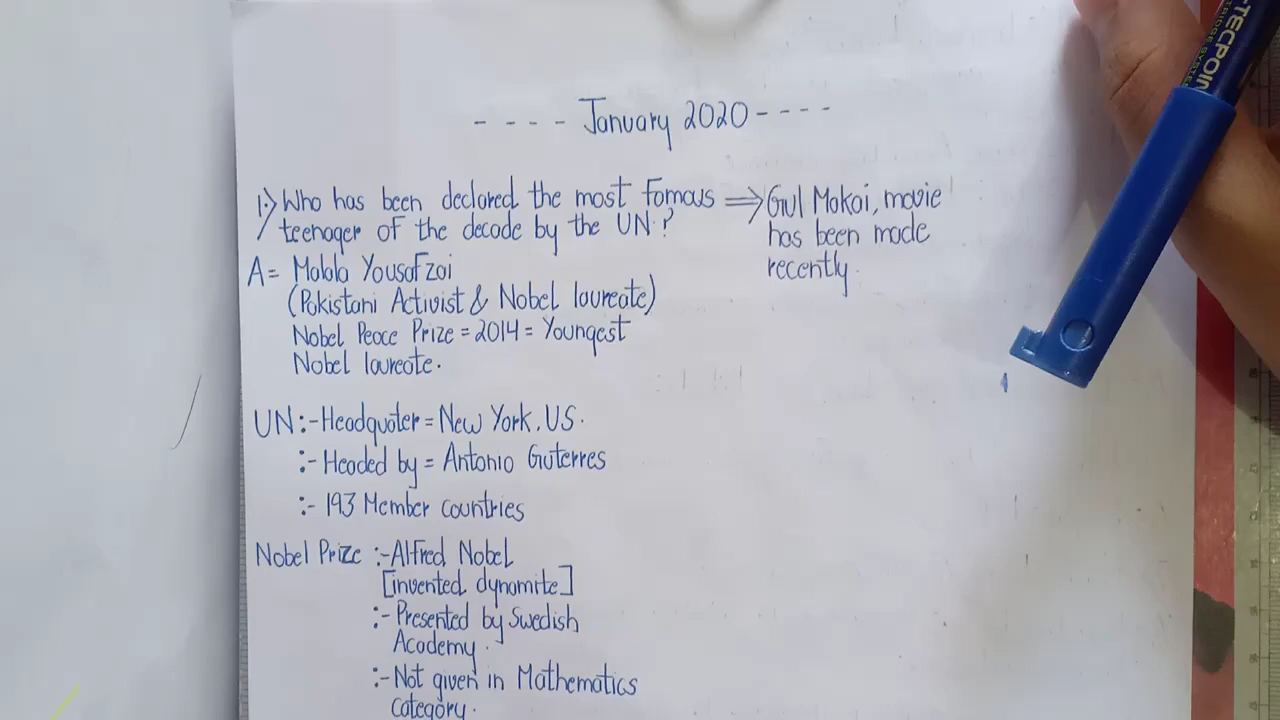 ---- January 2020 ----
1.) Who has been declared the most famous
teenager of the decade by the UN?
⇒ Gul Makai, movie
has been made
recently.
A = Malala Yousafzai
(Pakistani Activist & Nobel laureate)
Nobel Peace Prize = 2014 = Youngest
Nobel laureate.
UN :- Headquater = New York, US.
:- Headed by = Antonio Guterres
:- 193 Member countries
Nobel Prize :- Alfred Nobel
[invented dynamite]
:- Presented by Swedish
Academy.
:- Not given in Mathematics
category.